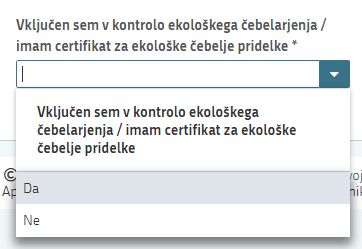 Vključen sem v kontrolo ekološkega čebelarjenja /
imam certifikat za ekološke čebelje pridelke *
Vključen sem v kontrolo ekološkega
čebelarjenja / imam certifikat za ekološke
čebelje pridelke
©
Da
Ne